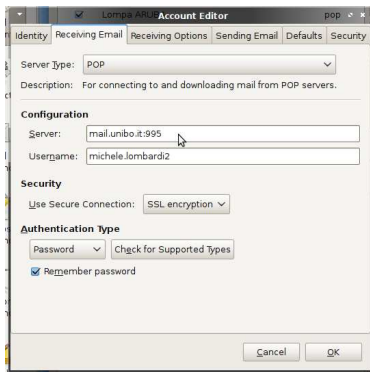 Lompa ARUB Account Editor pop
Identity Receiving Email Receiving Options Sending Email Defaults Security
Server Type: POP
Description: For connecting to and downloading mail from POP servers.
Configuration
Server: mail.unibo.it:995
Username: michele.lombardi2
Security
Use Secure Connection: SSL encryption
Authentication Type
Password Check for Supported Types
Remember password
Cancel OK